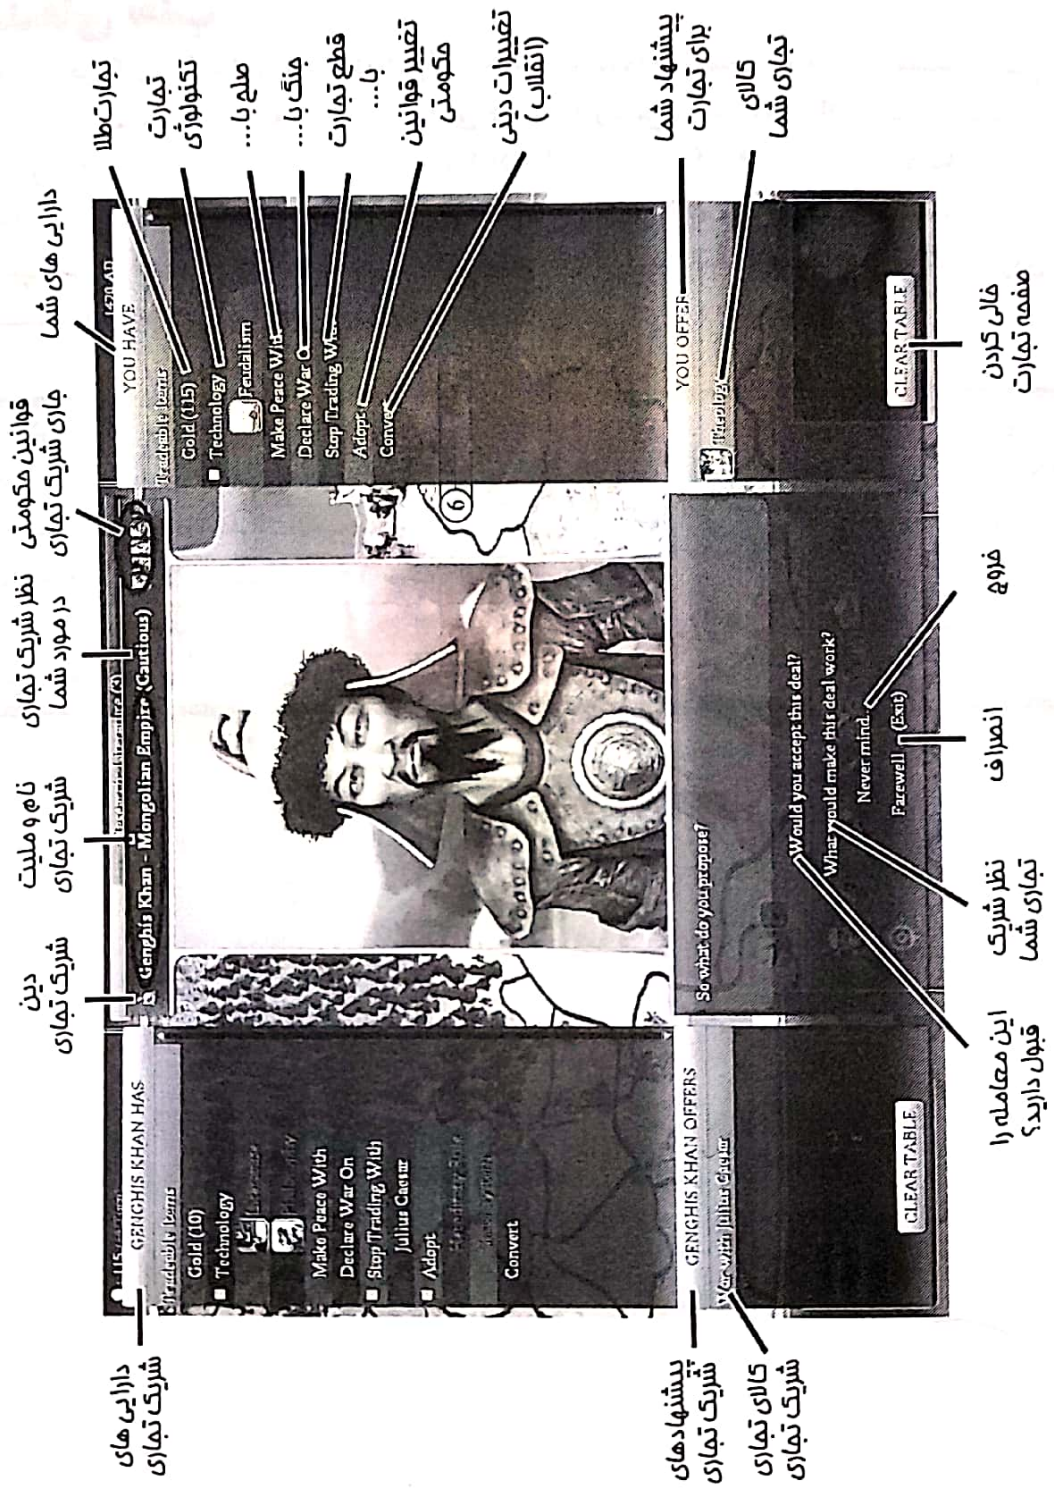 دین
شریک تجاری
نام و ملیت
شریک تجاری
نظر شریک تجاری
در مورد شما
قوانین حکومتی
جاری شریک تجاری
دارایی های شما
دارایی های
شریک تجاری
GENGHIS KHAN HAS
Tradeable Items
Gold (10)
Technology
Make Peace With
Declare War On
Stop Trading With
Julius Caesar
Adopt
Convert
Genghis Khan - Mongolian Empire (Cautious)
6
YOU HAVE
Tradeable Items
Gold (115)
Technology
Feudalism
Make Peace With
Declare War O
Stop Trading Wi
Adopt
Convert
تجارت طلا
تجارت
تکنولوژی
صلح با...
جنگ با...
قطع تجارت
با...
تغییر قوانین
حکومتی
تغییرات دینی
(انقلاب)
پیشنهادهای
شریک تجاری
کالای تجاری
شریک تجاری
GENGHIS KHAN OFFERS
War with Julius Caesar
CLEAR TABLE
So what do you propose?
Would you accept this deal?
What would make this deal work?
Never mind.
Farewell (Exit)
YOU OFFER
Theology
CLEAR TABLE
پیشنهاد شما
برای تجارت
کالای
تجاری شما
این معامله را
قبول دارید؟
نظر شریک
تجاری شما
انصراف
خروج
خالی کردن
صفحه تجارت